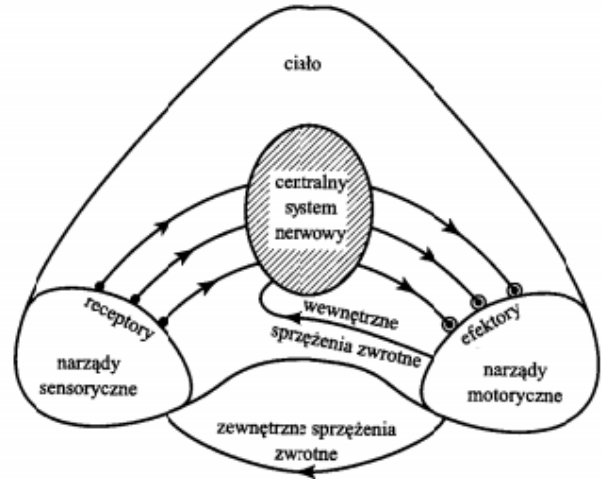 ciało
centralny
system
nerwowy
receptory
wewnętrzne
sprzężenia zwrotne
efektory
narządy
sensoryczne
narządy
motoryczne
zewnętrzne sprzężenia
zwrotne